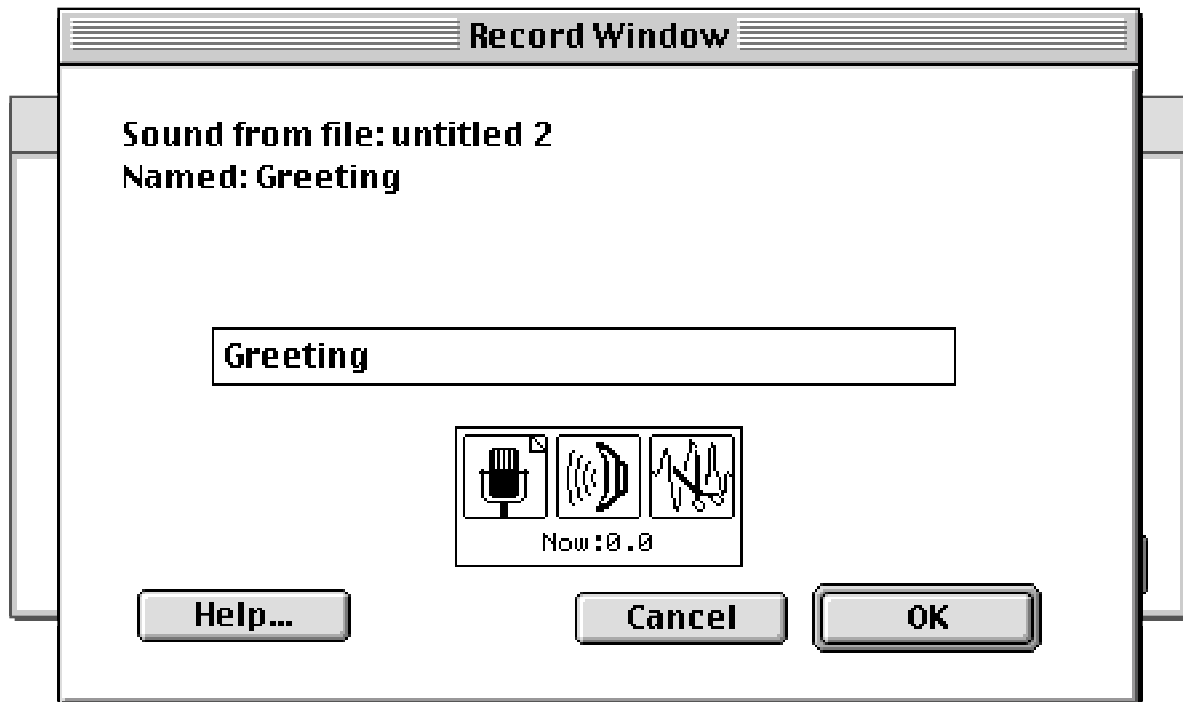 Record Window
Sound from file: untitled 2
Named: Greeting
Greeting
Now:0.0
Help...
Cancel
OK